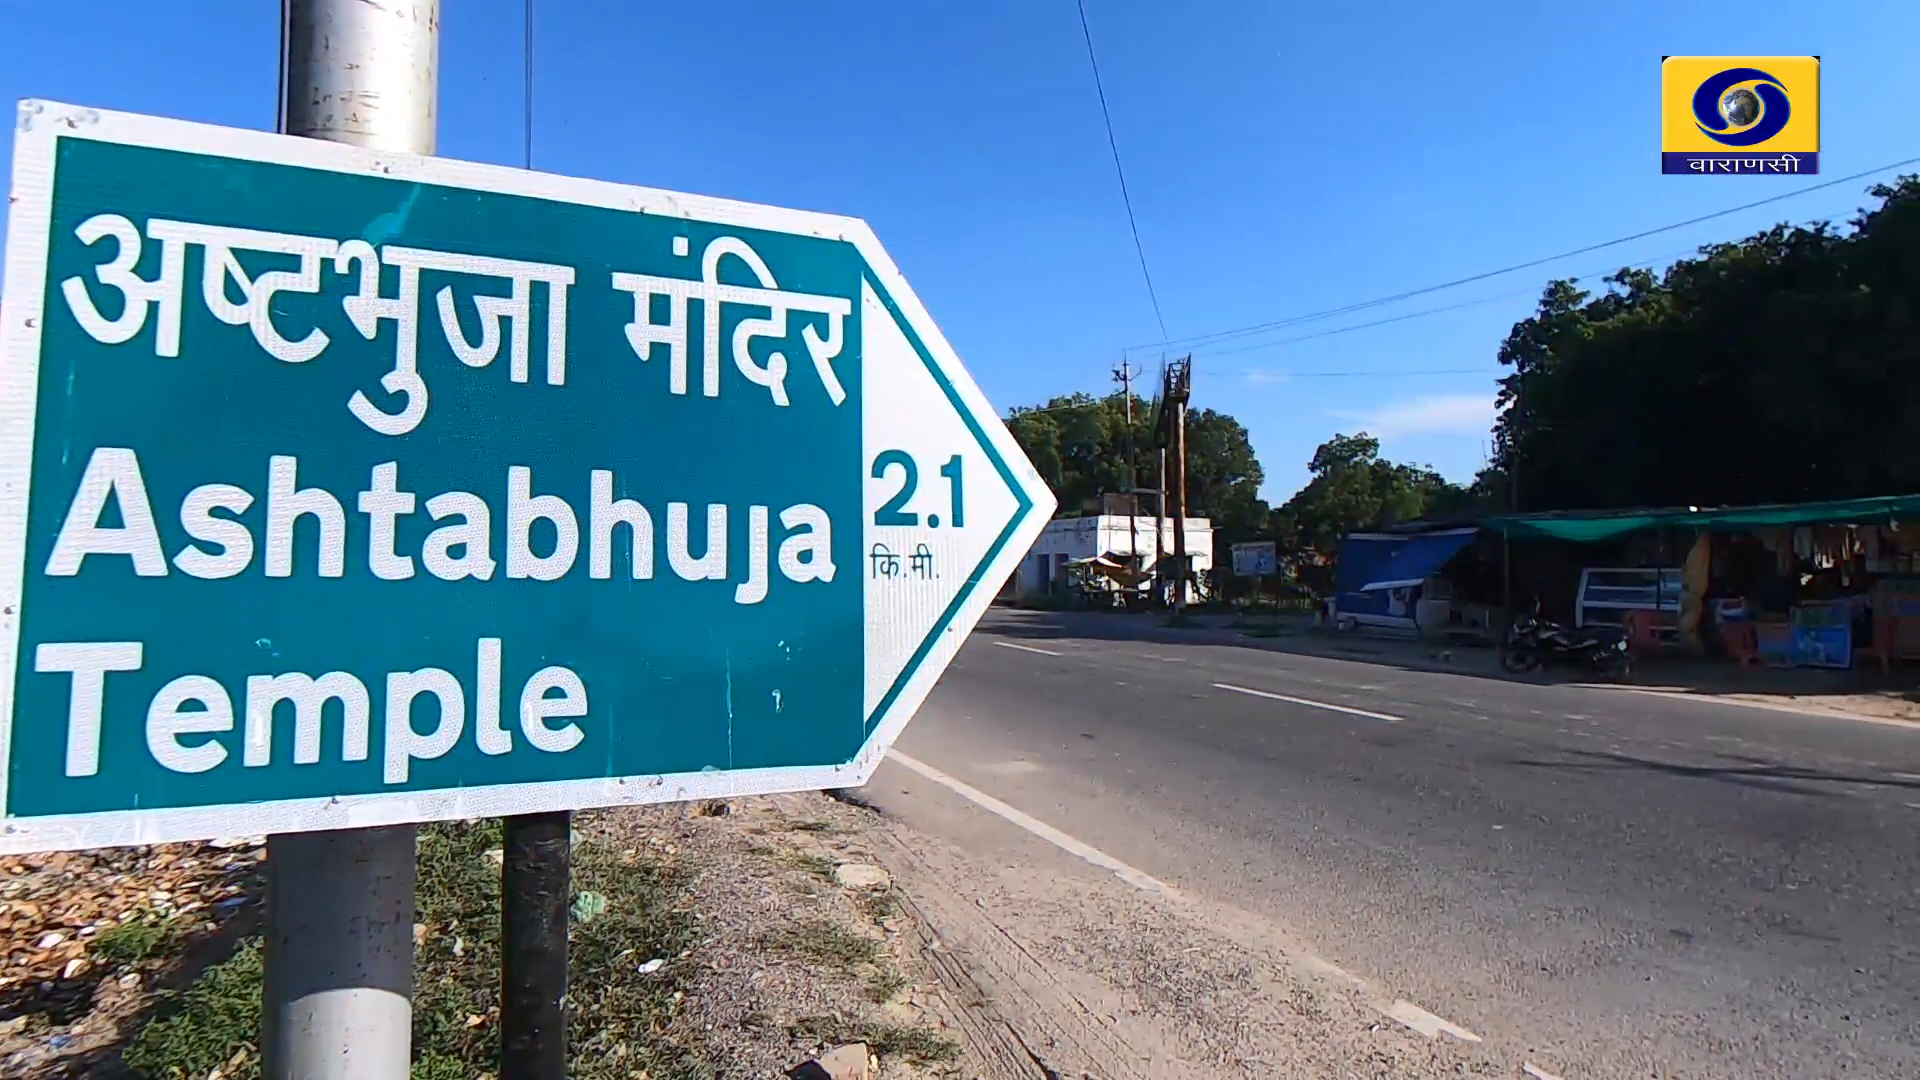 अष्टभुजा मंदिर
Ashtabhuja
Temple
2.1
कि.मी.
वाराणसी